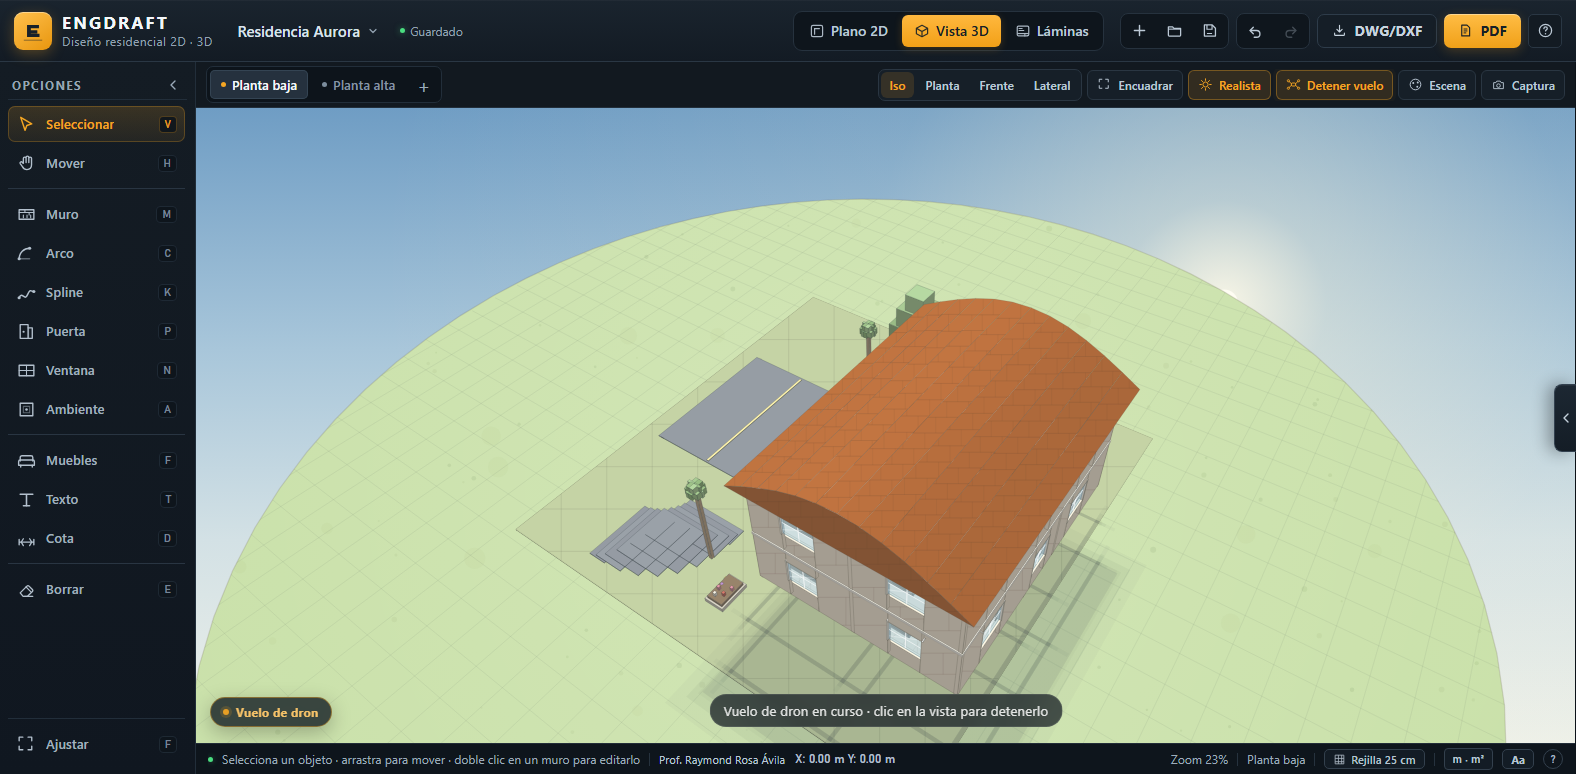 ENGDRAFT
Diseño residencial 2D · 3D
Residencia Aurora
Guardado
Plano 2D
Vista 3D
Láminas
DWG/DXF
PDF
OPCIONES
Planta baja
Planta alta
+
Iso
Planta
Frente
Lateral
Encuadrar
Realista
Detener vuelo
Escena
Captura
Seleccionar V
Mover H
Muro M
Arco C
Spline K
Puerta P
Ventana N
Ambiente A
Muebles F
Texto T
Cota D
Borrar E
Ajustar F
Vuelo de dron
Vuelo de dron en curso · clic en la vista para detenerlo
Selecciona un objeto · arrastra para mover · doble clic en un muro para editarlo
Prof. Raymond Rosa Ávila
X: 0.00 m Y: 0.00 m
Zoom 23%
Planta baja
Rejilla 25 cm
m · m²
Aa
?